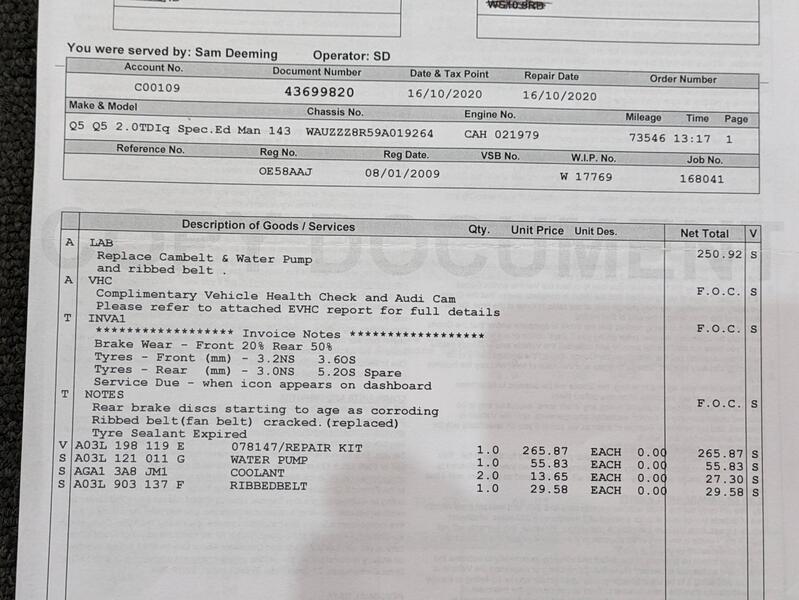 You were served by: Sam Deeming Operator: SD
Account No. Document Number Date & Tax Point Repair Date Order Number
C00109 43699820 16/10/2020 16/10/2020
Make & Model Chassis No. Engine No. Mileage Time Page
Q5 Q5 2.0TDIq Spec.Ed Man 143 WAUZZZ8R59A019264 CAH 021979 73546 13:17 1
Reference No. Reg No. Reg Date. VSB No. W.I.P. No. Job No.
OE58AAJ 08/01/2009 W 17769 168041
COPY DOCUMENT
Description of Goods / Services Qty. Unit Price Unit Des. Net Total V
A LAB
Replace Cambelt & Water Pump 250.92 S
and ribbed belt .
A VHC
Complimentary Vehicle Health Check and Audi Cam F.O.C. S
Please refer to attached EVHC report for full details
T INVA1 F.O.C. S
****************** Invoice Notes ******************
Brake Wear - Front 20% Rear 50%
Tyres - Front (mm) - 3.2NS 3.6OS
Tyres - Rear (mm) - 3.0NS 5.2OS Spare
Service Due - when icon appears on dashboard
T NOTES F.O.C. S
Rear brake discs starting to age as corroding
Ribbed belt(fan belt) cracked.(replaced)
Tyre Sealant Expired
V A03L 198 119 E 078147/REPAIR KIT 1.0 265.87 EACH 0.00 265.87 S
S A03L 121 011 G WATER PUMP 1.0 55.83 EACH 0.00 55.83 S
S AGA1 3A8 JM1 COOLANT 2.0 13.65 EACH 0.00 27.30 S
S A03L 903 137 F RIBBEDBELT 1.0 29.58 EACH 0.00 29.58 S